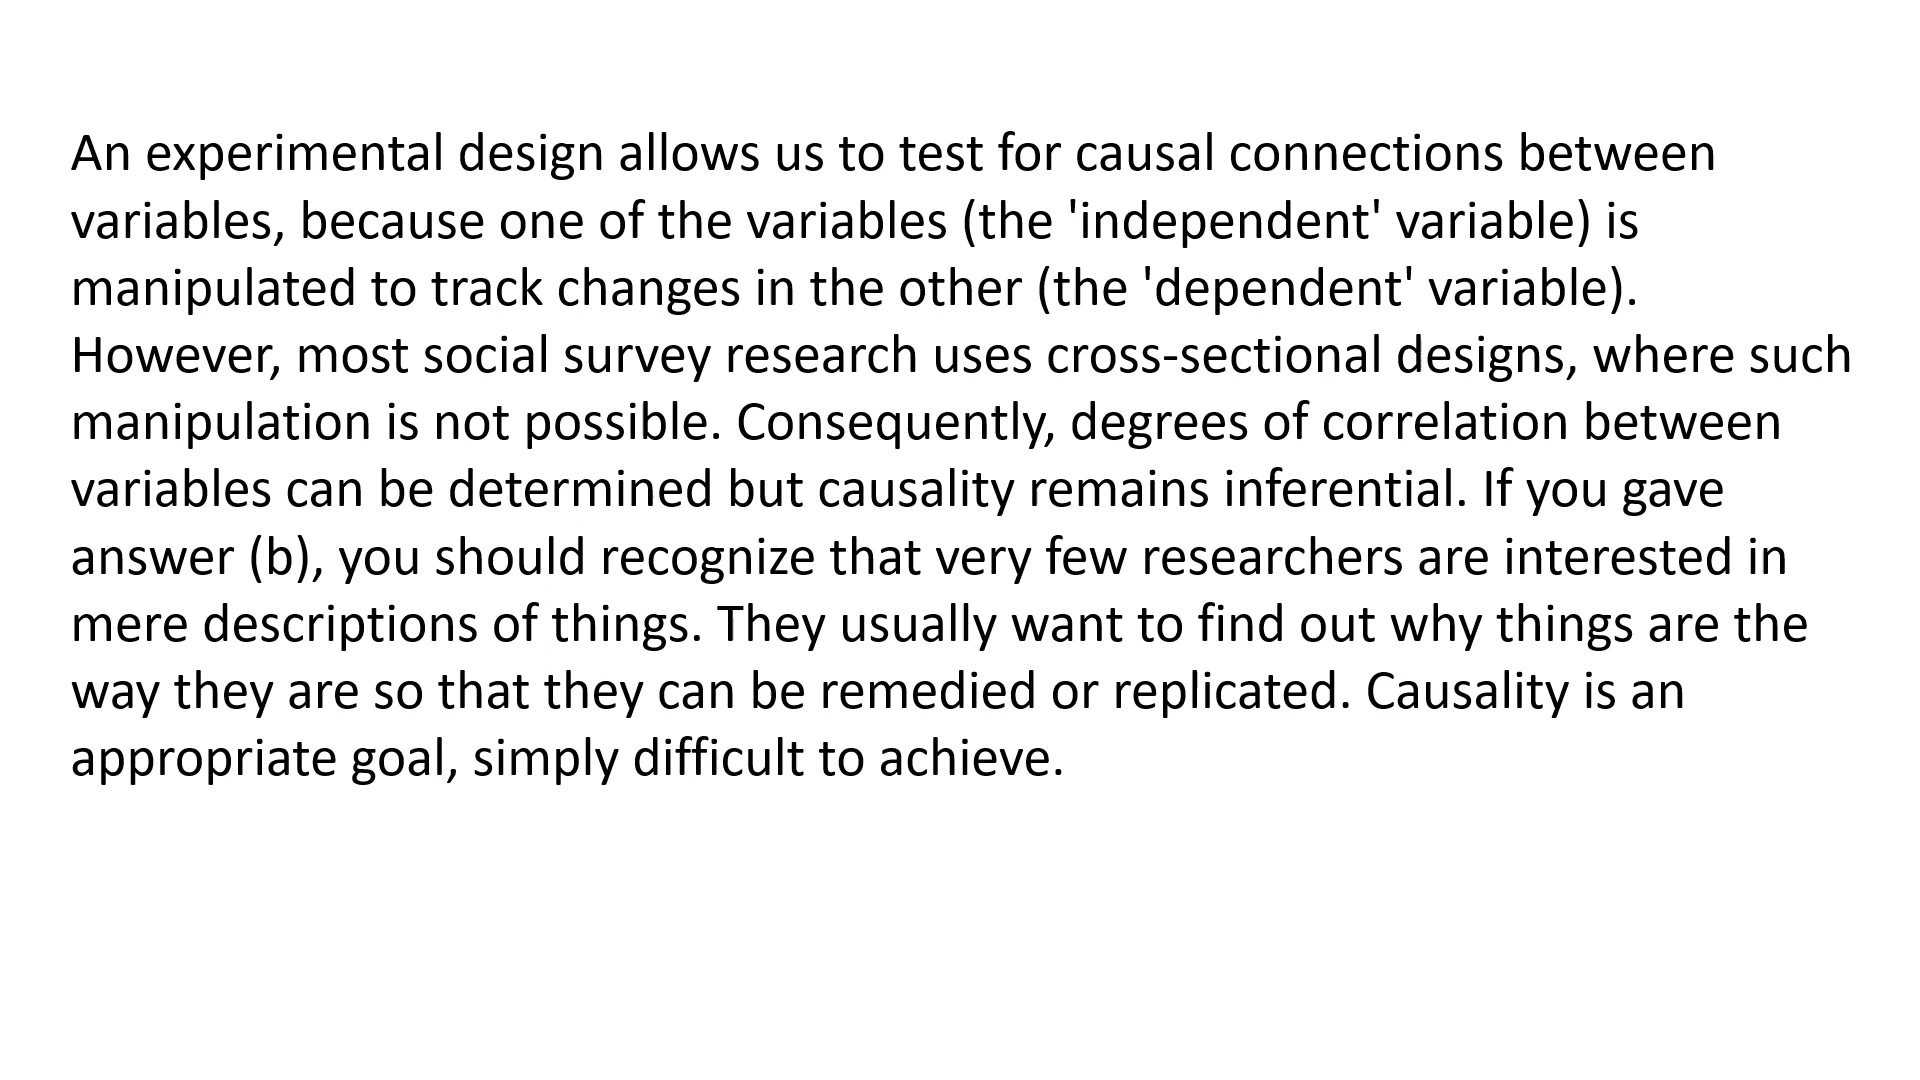 An experimental design allows us to test for causal connections between
variables, because one of the variables (the 'independent' variable) is
manipulated to track changes in the other (the 'dependent' variable).
However, most social survey research uses cross-sectional designs, where such
manipulation is not possible. Consequently, degrees of correlation between
variables can be determined but causality remains inferential. If you gave
answer (b), you should recognize that very few researchers are interested in
mere descriptions of things. They usually want to find out why things are the
way they are so that they can be remedied or replicated. Causality is an
appropriate goal, simply difficult to achieve.